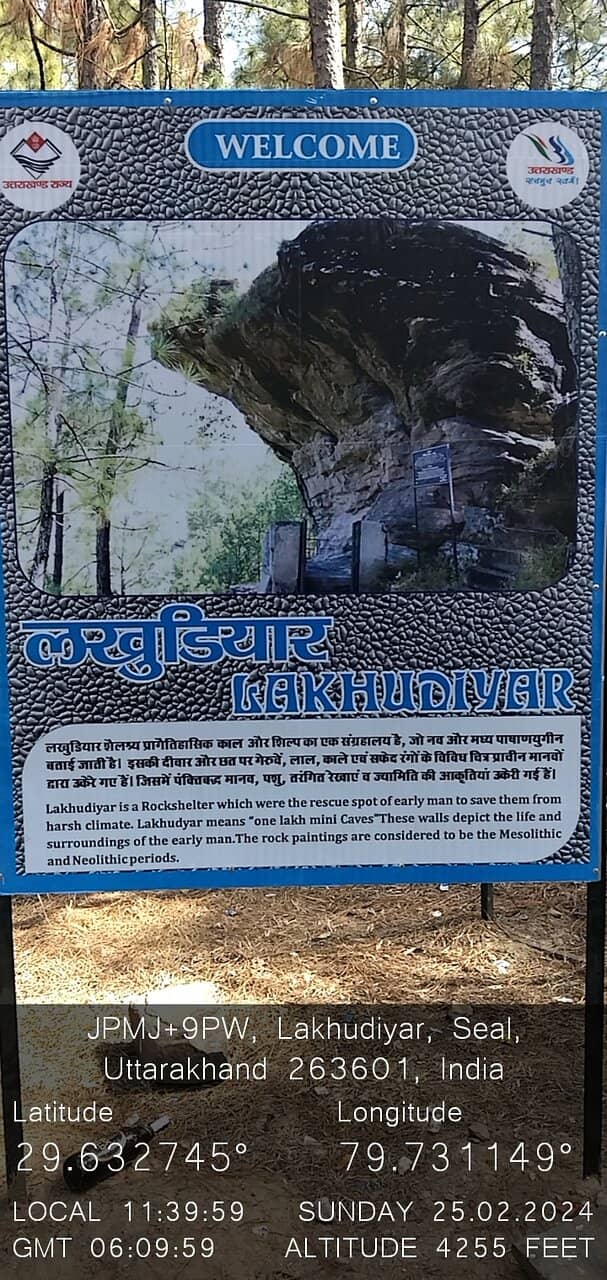 WELCOME
उत्तराखण्ड राज्य
उत्तराखण्ड
लखुडियार
LAKHUDIYAR
लखुडियार शैलश्रय प्रागैतिहासिक काल और शिल्प का एक संग्रहालय है, जो नव और मध्य पाषाणयुगीन
बताई जाती है। इसकी दीवार और छत पर गेरुवें, लाल, काले एवं सफेद रंगों के विविध चित्र प्राचीन मानवों
द्वारा उकेरे गए हैं। जिसमें पंक्तिबद्ध मानव, पशु, तरंगित रेखाएं व ज्यामिति की आकृतियां उकेरी गई हैं।
Lakhudiyar is a Rockshelter which were the rescue spot of early man to save them from
harsh climate. Lakhudyar means "one lakh mini Caves"These walls depict the life and
surroundings of the early man.The rock paintings are considered to be the Mesolithic
and Neolithic periods.
JPMJ+9PW, Lakhudiyar, Seal,
Uttarakhand 263601, India
Latitude Longitude
29.632745° 79.731149°
LOCAL 11:39:59 SUNDAY 25.02.2024
GMT 06:09:59 ALTITUDE 4255 FEET